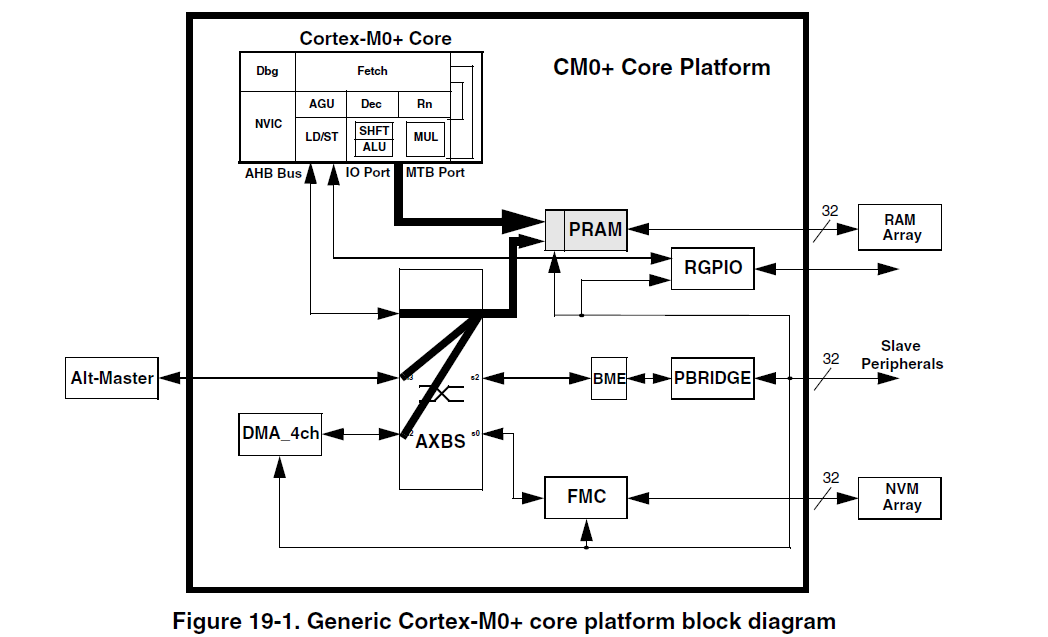 Cortex-M0+ Core
CM0+ Core Platform
Dbg
Fetch
AGU
Dec
Rn
NVIC
LD/ST
SHFT
ALU
MUL
AHB Bus
IO Port
MTB Port
PRAM
32
RAM
Array
RGPIO
Alt-Master
s2
BME
PBRIDGE
32
Slave
Peripherals
DMA_4ch
AXBS
s0
FMC
32
NVM
Array
Figure 19-1. Generic Cortex-M0+ core platform block diagram